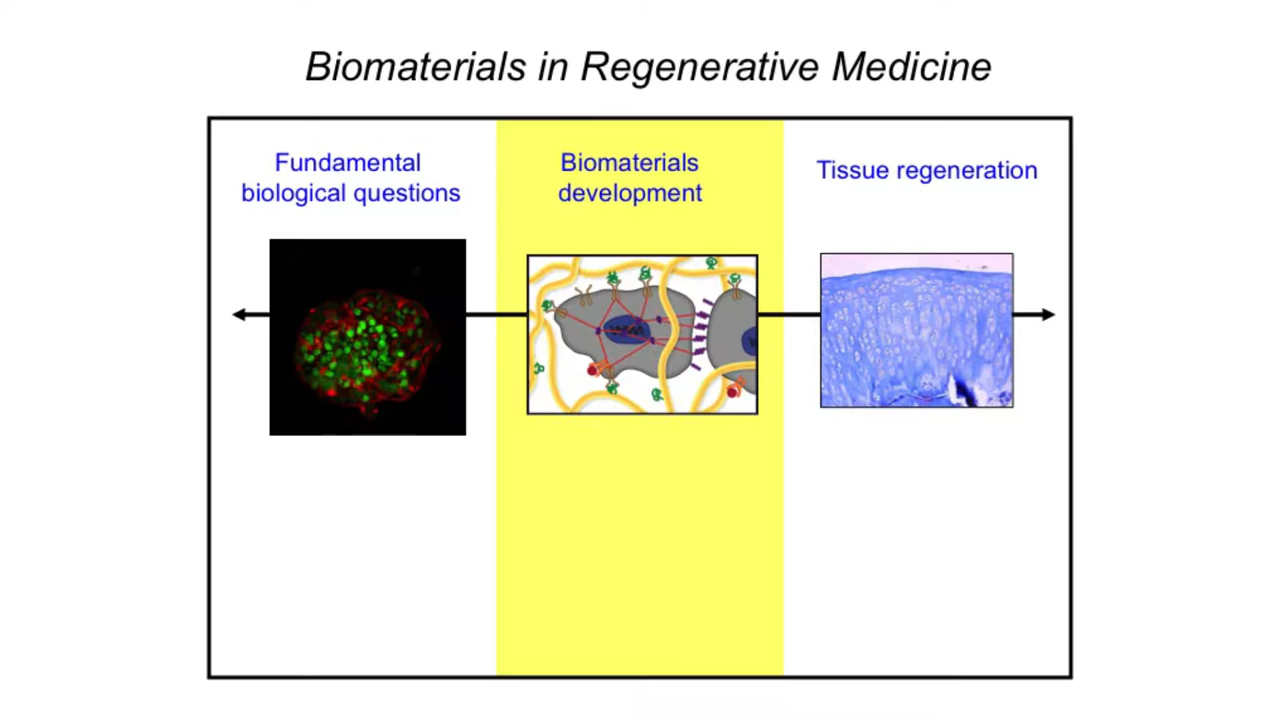 Biomaterials in Regenerative Medicine
Fundamental
biological questions
Biomaterials
development
Tissue regeneration